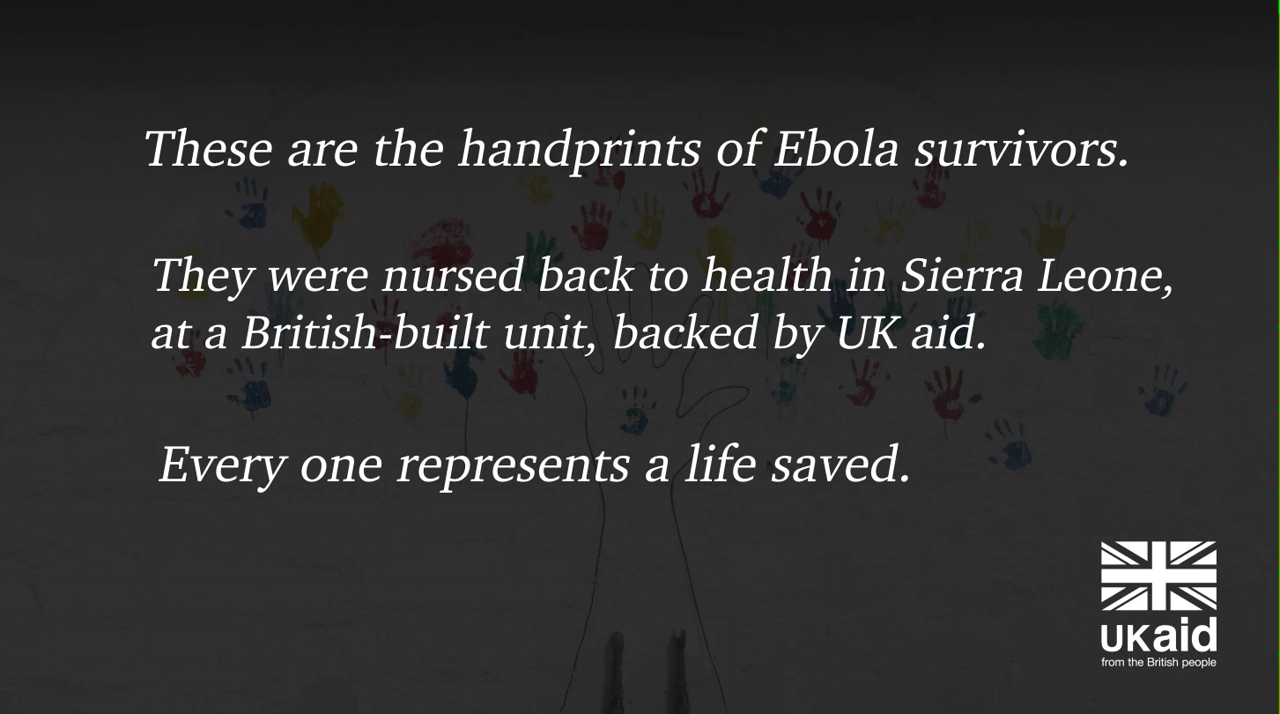 These are the handprints of Ebola survivors.
They were nursed back to health in Sierra Leone,
at a British-built unit, backed by UK aid.
Every one represents a life saved.
UKaid
from the British people